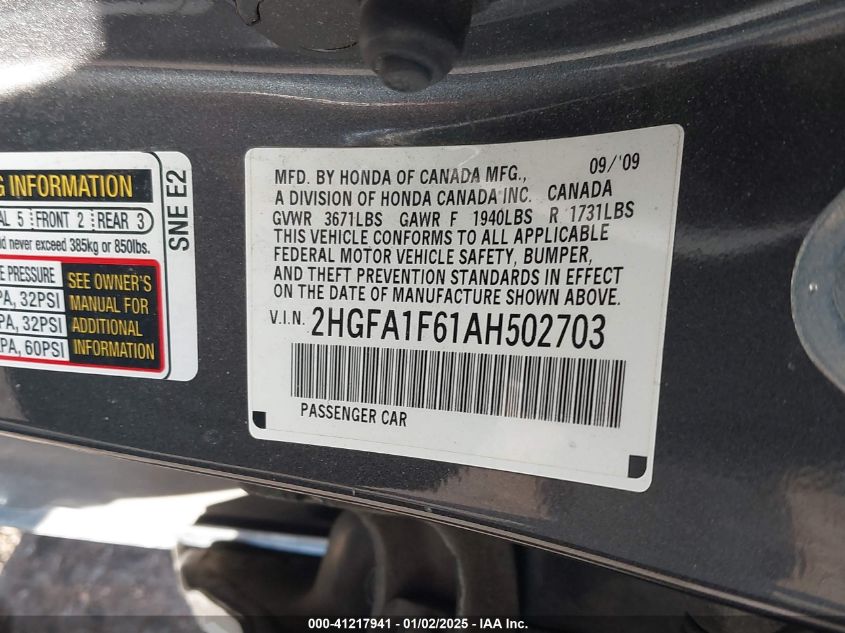 G INFORMATION
AL 5 FRONT 2 REAR 3
ld never exceed 385kg or 850lbs.
E PRESSURE
PA, 32PSI
PA, 32PSI
PA, 60PSI
SEE OWNER'S
MANUAL FOR
ADDITIONAL
INFORMATION
SNE E2
MFD. BY HONDA OF CANADA MFG., 09/'09
A DIVISION OF HONDA CANADA INC. CANADA
GVWR 3671LBS GAWR F 1940LBS R 1731LBS
THIS VEHICLE CONFORMS TO ALL APPLICABLE
FEDERAL MOTOR VEHICLE SAFETY, BUMPER,
AND THEFT PREVENTION STANDARDS IN EFFECT
ON THE DATE OF MANUFACTURE SHOWN ABOVE.
V.I.N. 2HGFA1F61AH502703
PASSENGER CAR
000-41217941 - 01/02/2025 - IAA Inc.